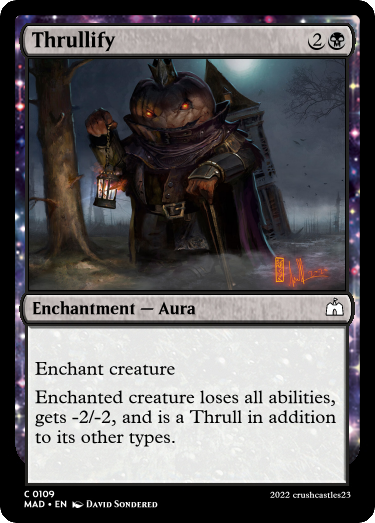 Thrullify 2
Enchantment — Aura
Enchant creature
Enchanted creature loses all abilities,
gets -2/-2, and is a Thrull in addition
to its other types.
C 0109
MAD • EN DAVID SONDERED
2022 crushcastles23